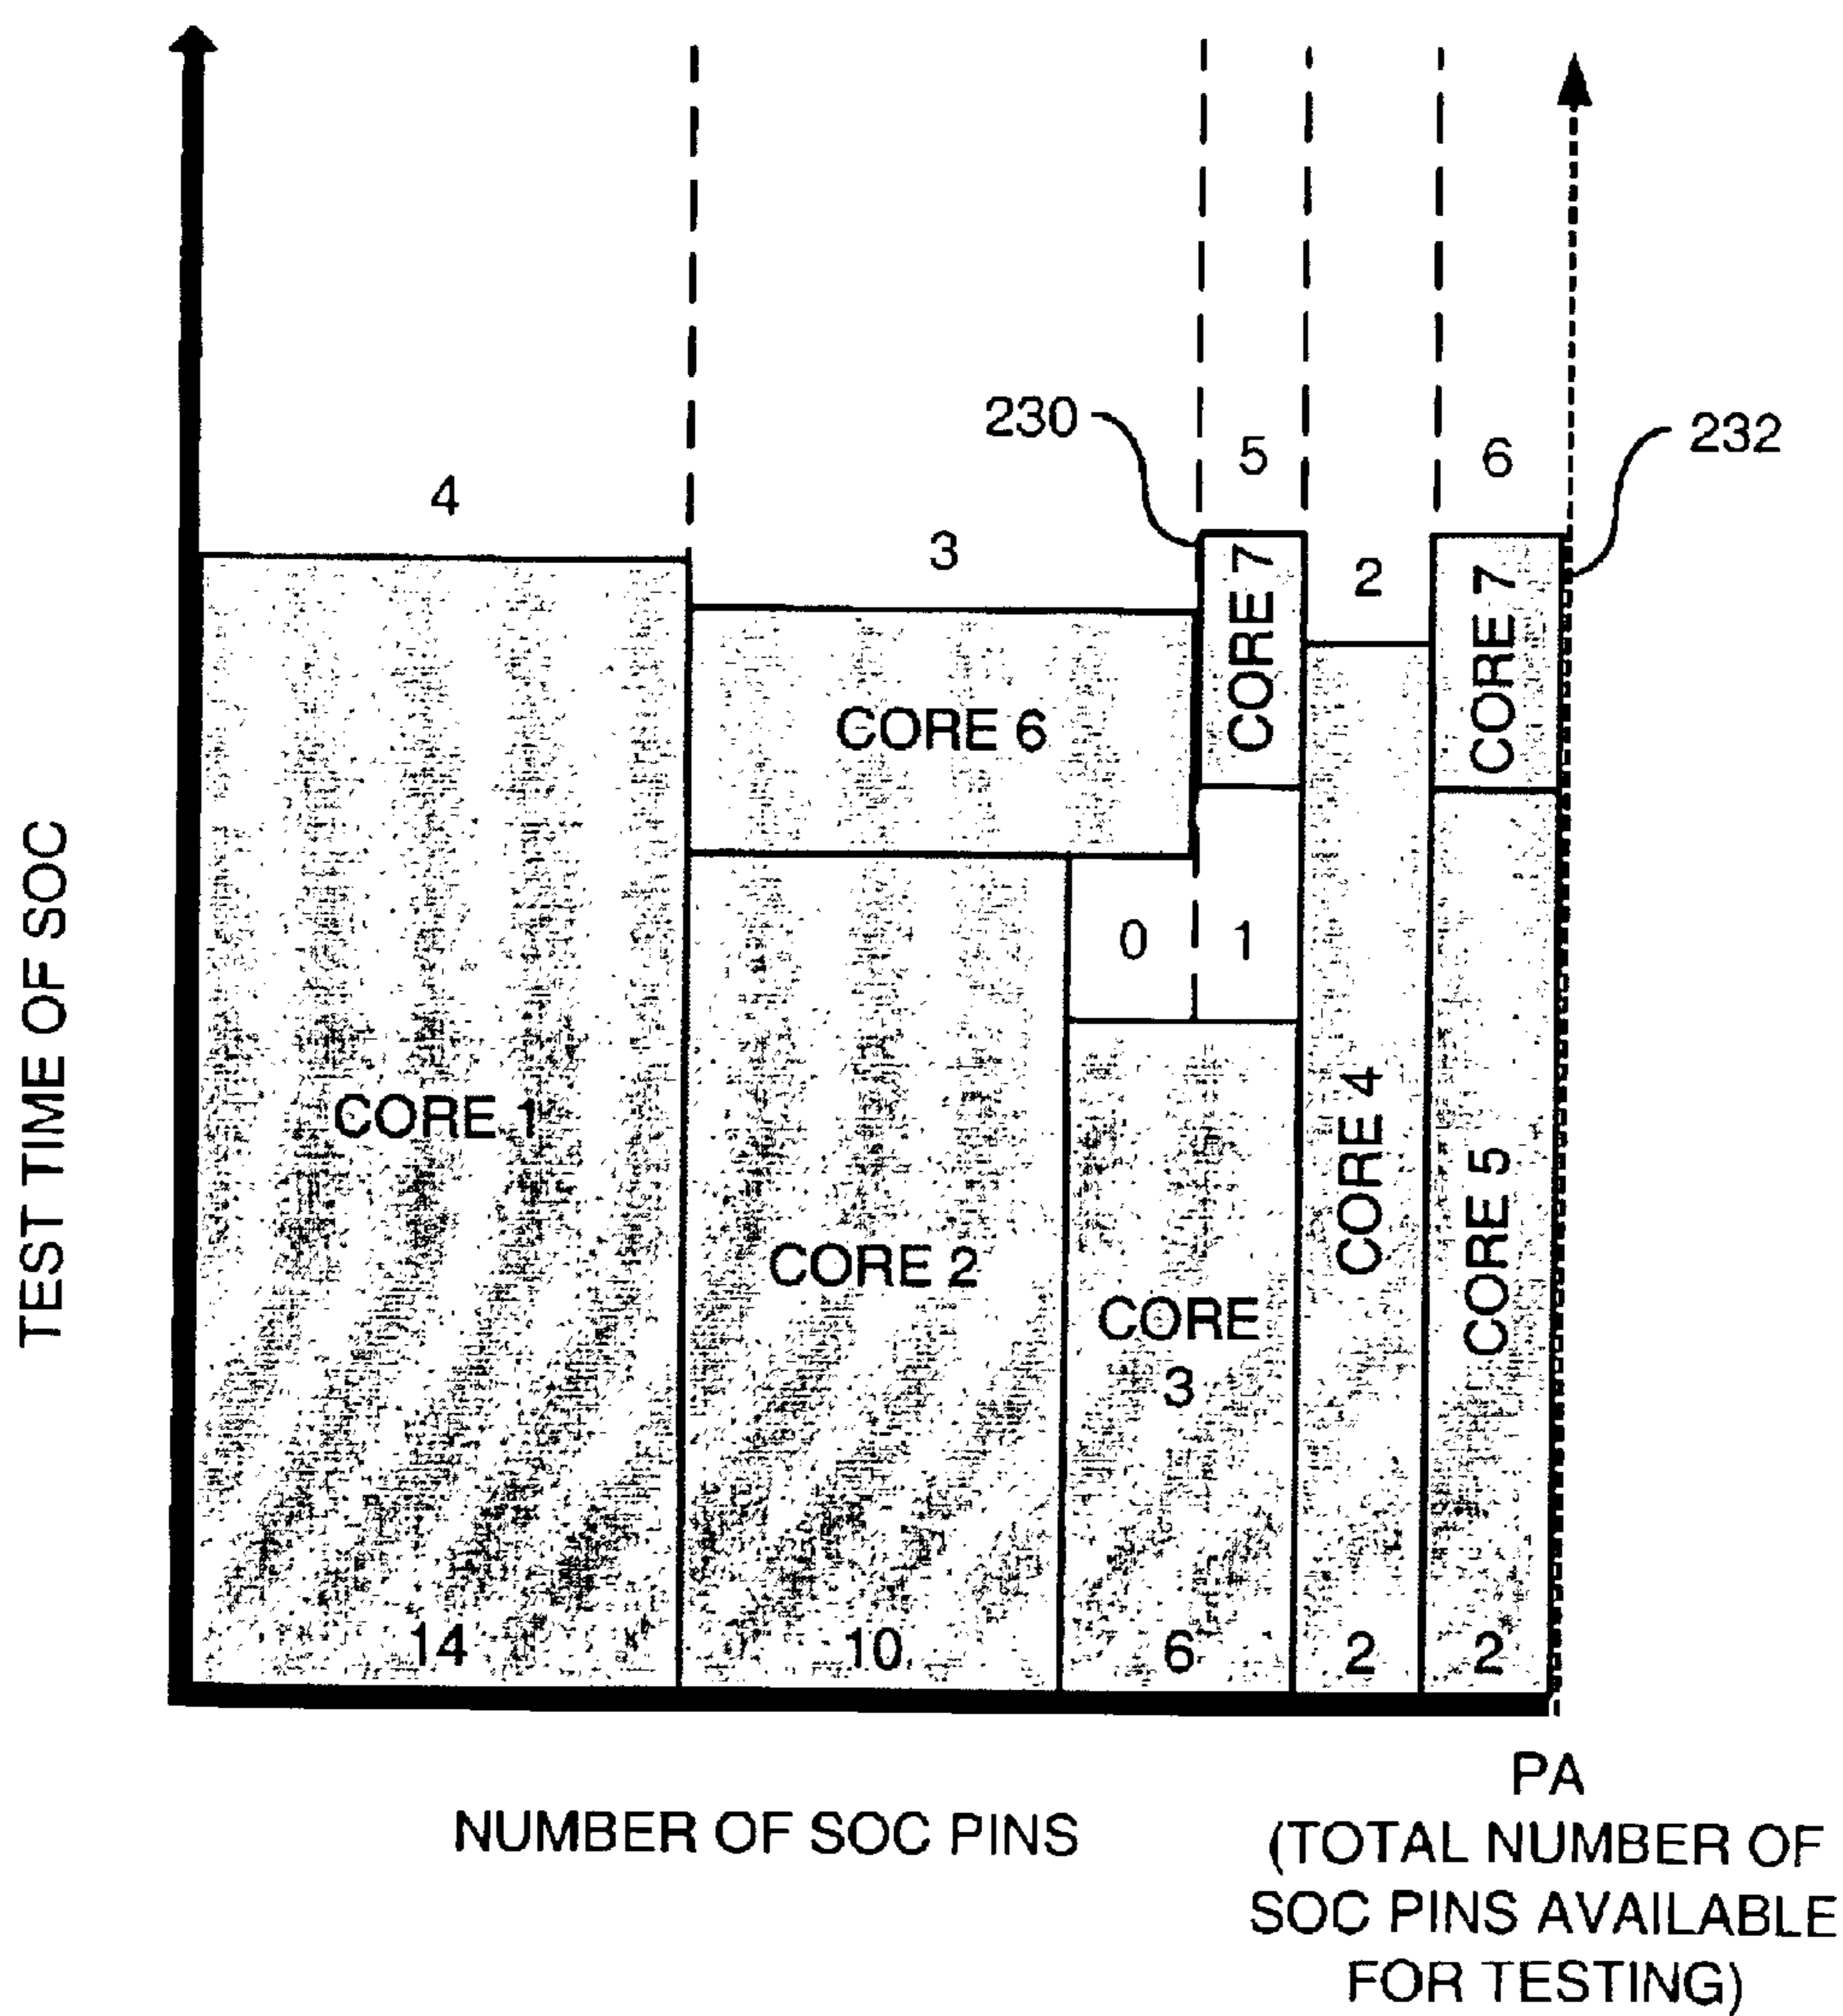 230
5
6
232
4
3
2
CORE 7
CORE 7
CORE 6
0
1
TEST TIME OF SOC
CORE 1
CORE 2
CORE
3
CORE 4
CORE 5
14
10
6
2
2
PA
(TOTAL NUMBER OF
SOC PINS AVAILABLE
FOR TESTING)
NUMBER OF SOC PINS